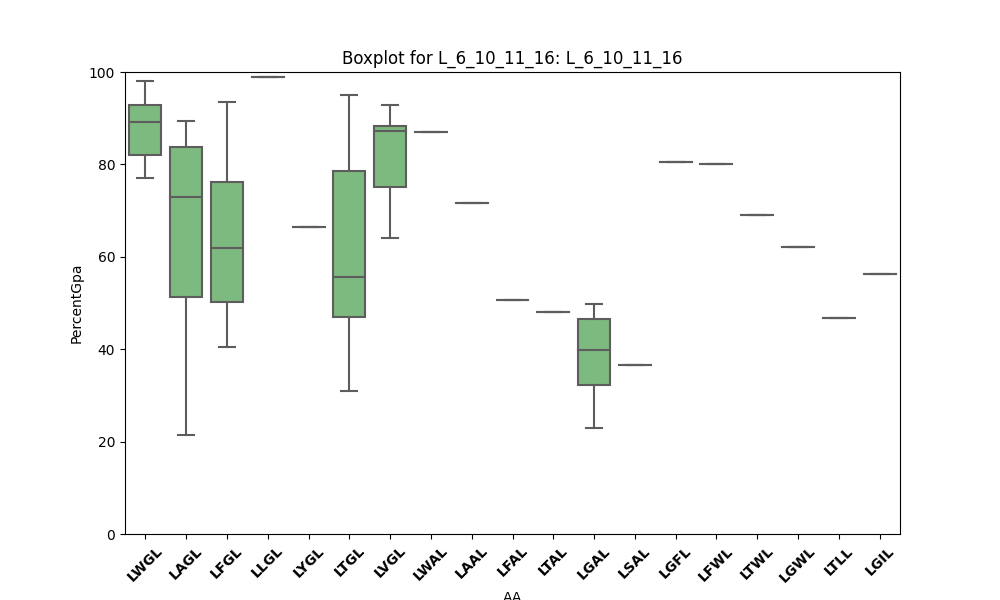 Boxplot for L_6_10_11_16: L_6_10_11_16
100
80
60
40
20
0
PercentGpa
LWGL
LAGL
LFGL
LLGL
LYGL
LTGL
LVGL
LWAL
LAAL
LFAL
LTAL
LGAL
LSAL
LGFL
LFWL
LTWL
LGWL
LTLL
LGIL
AA